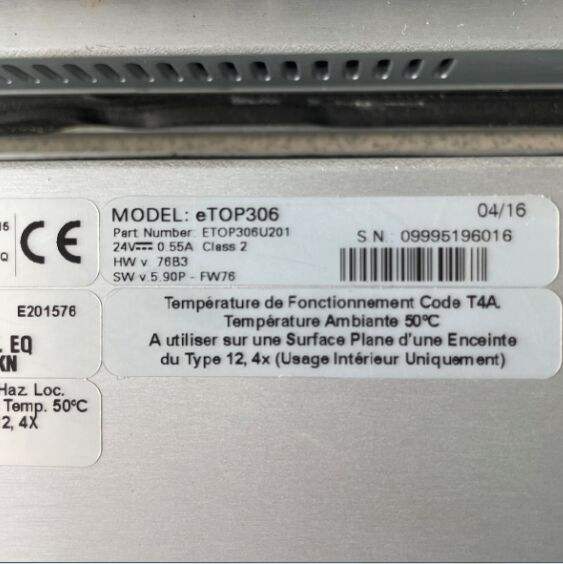 CE
MODEL: eTOP306
04/16
Part Number: ETOP306U201
S.N.: 09995196016
24V⎓ 0.55A Class 2
HW v. 76B3
SW v.5.90P - FW76
E201576
EQ
Haz. Loc.
Temp. 50°C
2, 4X
Température de Fonctionnement Code T4A.
Température Ambiante 50°C
A utiliser sur une Surface Plane d'une Enceinte
du Type 12, 4x (Usage Intérieur Uniquement)